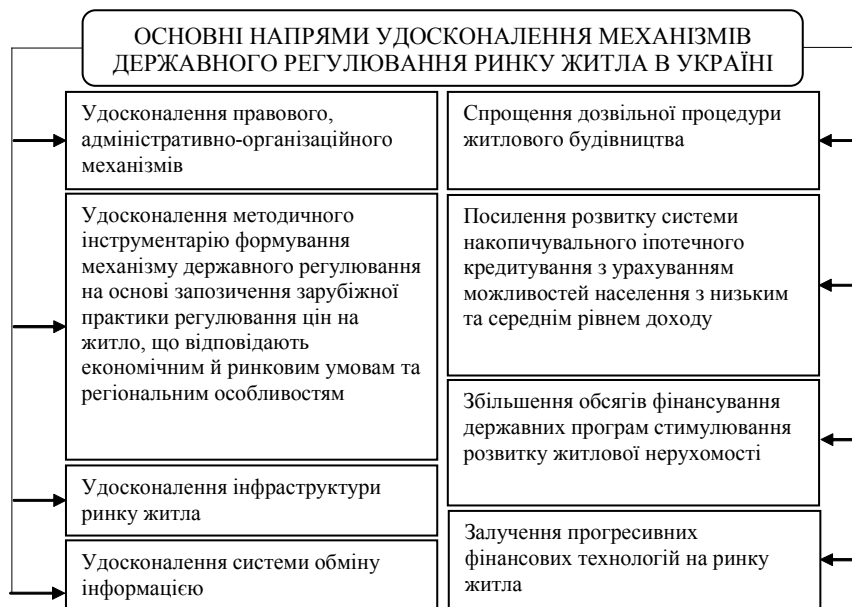 ОСНОВНІ НАПРЯМИ УДОСКОНАЛЕННЯ МЕХАНІЗМІВ
ДЕРЖАВНОГО РЕГУЛЮВАННЯ РИНКУ ЖИТЛА В УКРАЇНІ
Удосконалення правового,
адміністративно-організаційного
механізмів
Удосконалення методичного
інструментарію формування
механізму державного регулювання
на основі запозичення зарубіжної
практики регулювання цін на
житло, що відповідають
економічним й ринковим умовам та
регіональним особливостям
Удосконалення інфраструктури
ринку житла
Удосконалення системи обміну
інформацією
Спрощення дозвільної процедури
житлового будівництва
Посилення розвитку системи
накопичувального іпотечного
кредитування з урахуванням
можливостей населення з низьким
та середнім рівнем доходу
Збільшення обсягів фінансування
державних програм стимулювання
розвитку житлової нерухомості
Залучення прогресивних
фінансових технологій на ринку
житла